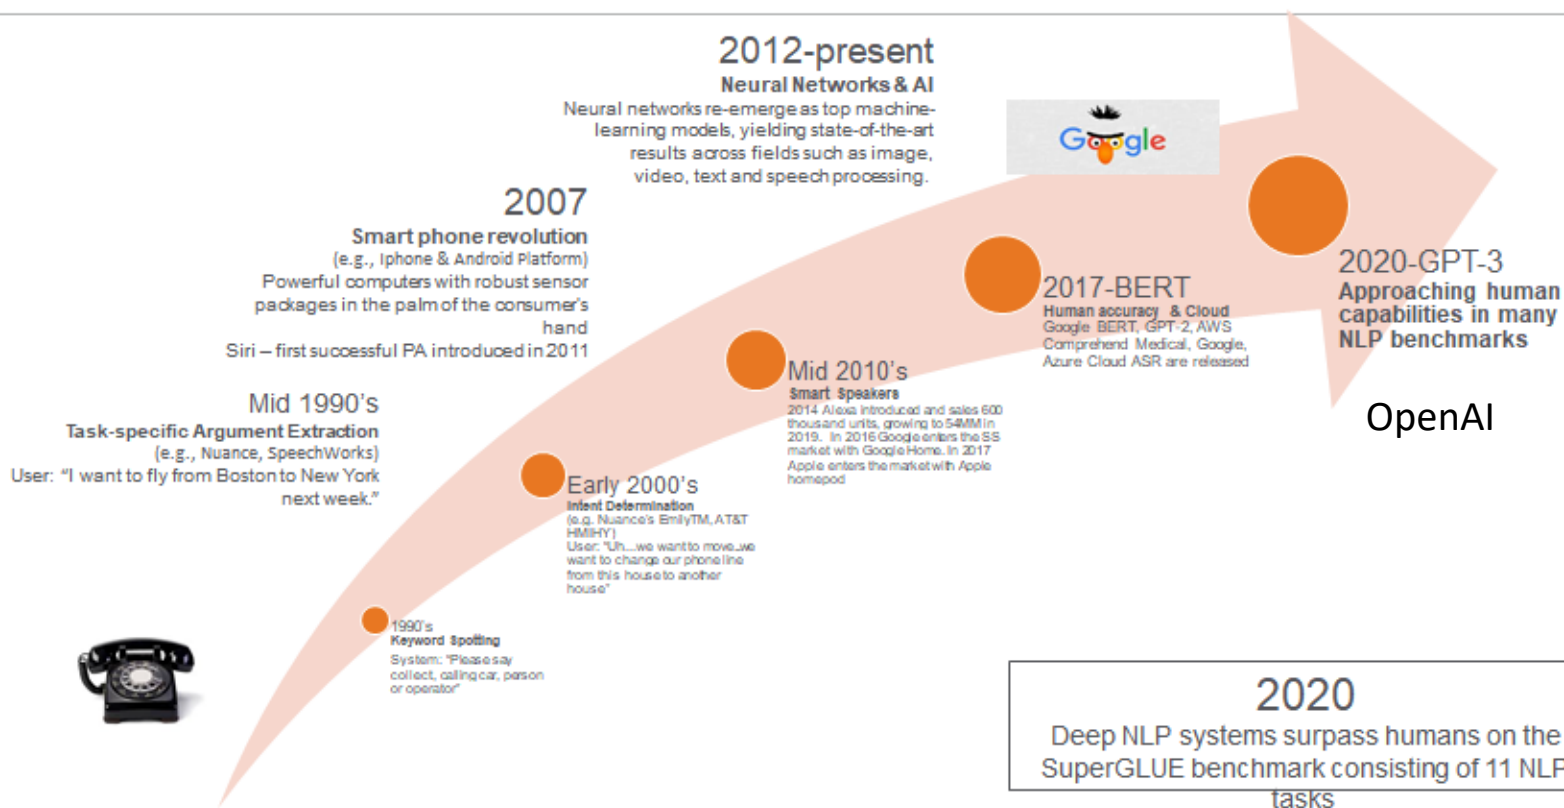 2012-present
Neural Networks & AI
Neural networks re-emerge as top machine-
learning models, yielding state-of-the-art
results across fields such as image,
video, text and speech processing.
Google
2007
Smart phone revolution
(e.g., Iphone & Android Platform)
Powerful computers with robust sensor
packages in the palm of the consumer's
hand
Siri – first successful PA introduced in 2011
Mid 1990's
Task-specific Argument Extraction
(e.g., Nuance, SpeechWorks)
User: "I want to fly from Boston to New York
next week."
1990's
Keyword Spotting
System: "Please say
collect, calling car, person
or operator"
Early 2000's
Intent Determination
(e.g. Nuance's EmilyTM, AT&T
HMIHY)
User: "Uh...we want to move..we
want to change our phone line
from this house to another
house"
Mid 2010's
Smart Speakers
2014 Alexa introduced and sales 600
thousand units, growing to 54MM in
2019. In 2016 Google enters the SS
market with Google Home. In 2017
Apple enters the market with Apple
homepod
2017-BERT
Human accuracy & Cloud
Google BERT, GPT-2, AWS
Comprehend Medical, Google,
Azure Cloud ASR are released
2020-GPT-3
Approaching human
capabilities in many
NLP benchmarks
OpenAI
2020
Deep NLP systems surpass humans on the
SuperGLUE benchmark consisting of 11 NLP
tasks